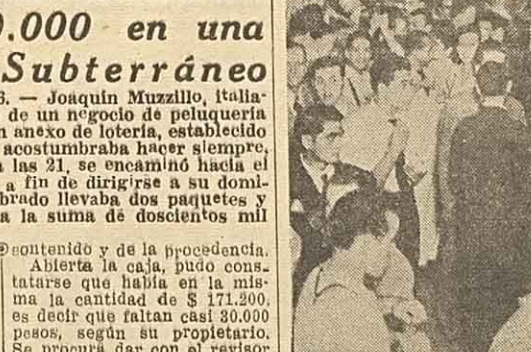 0.000 en una
Subterráneo
6. — Joaquín Muzzillo, italia-
de un negocio de peluquería
n anexo de lotería, establecido
acostumbraba hacer siempre,
a las 21, se encaminó hacia el
a fin de dirigirse a su domi-
brado llevaba dos paquetes y
a la suma de doscientos mil
contenido y de la procedencia.
Abierta la caja, pudo cons-
tatarse que había en la mis-
ma la cantidad de $ 171.200,
es decir que faltan casi 30.000
pesos, según su propietario.
Se procura dar con el revisor